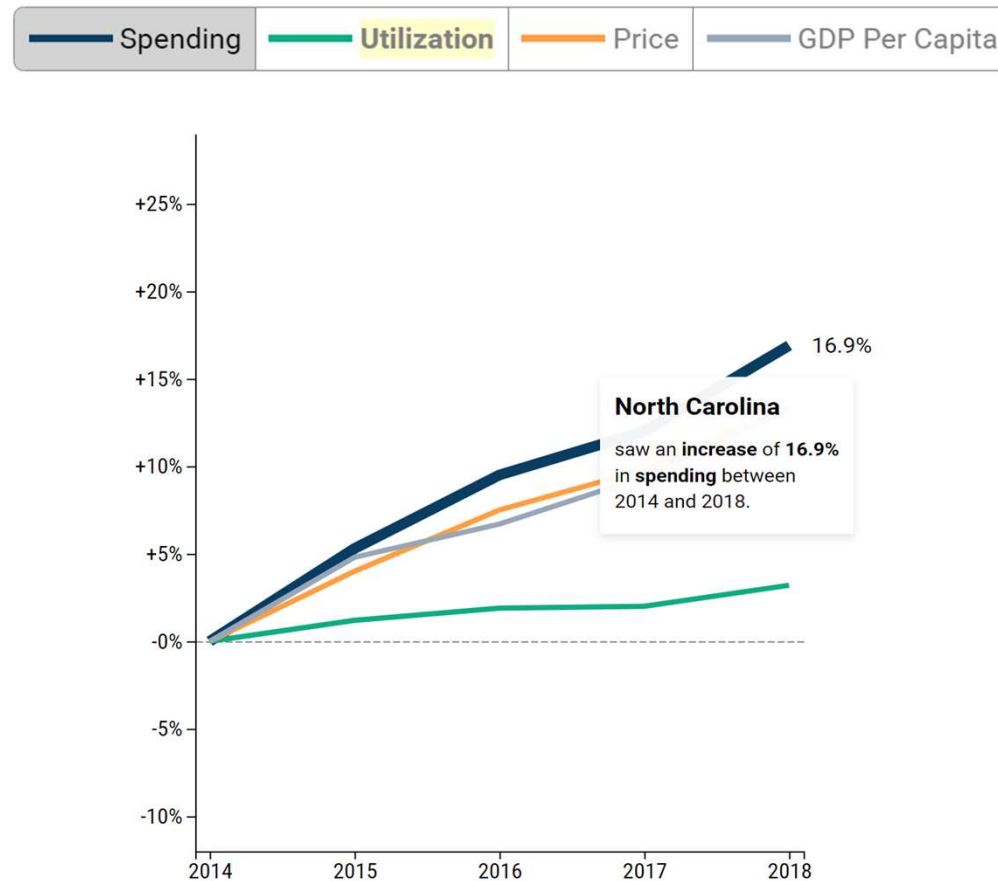 Spending Utilization Price GDP Per Capita
+25%
+20%
16.9%
+15%
North Carolina
saw an increase of 16.9%
in spending between
2014 and 2018.
+10%
+5%
-0%
-5%
-10%
2014 2015 2016 2017 2018